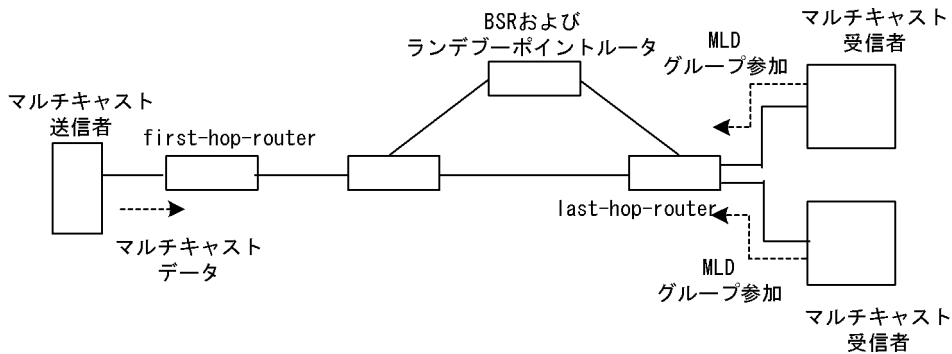 BSRおよび
ランデブーポイントルータ
MLD
グループ参加
マルチキャスト
受信者
マルチキャスト
送信者
first-hop-router
マルチキャスト
データ
last-hop-router
MLD
グループ参加
マルチキャスト
受信者